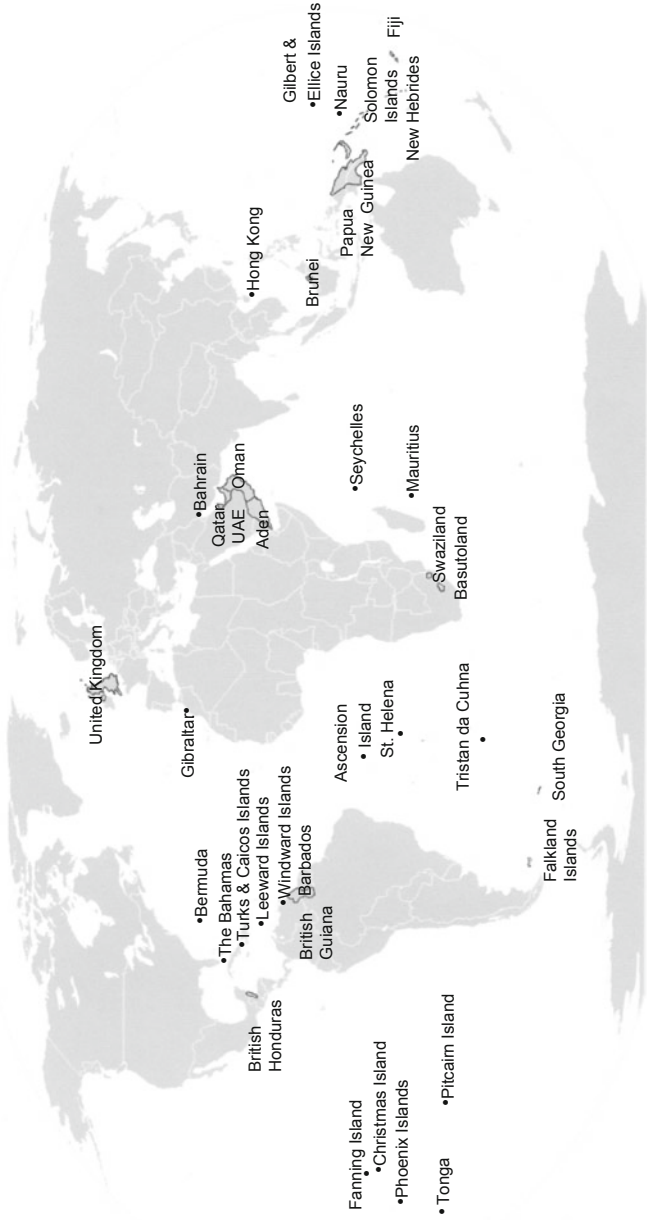 United Kingdom
Gibraltar
Bermuda
The Bahamas
Turks & Caicos Islands
Leeward Islands
Windward Islands
Barbados
British
Guiana
British
Honduras
Fanning Island
Christmas Island
Phoenix Islands
Tonga
Pitcairn Island
Ascension
Island
St. Helena
Tristan da Cuhna
South Georgia
Falkland
Islands
Bahrain
Qatar
UAE
Oman
Aden
Seychelles
Mauritius
Swaziland
Basutoland
Hong Kong
Brunei
Papua
New Guinea
Gilbert &
Ellice Islands
Nauru
Solomon
Islands
New Hebrides
Fiji